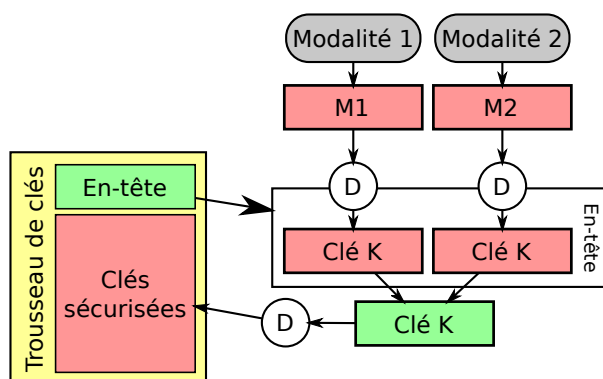 Modalité 1
Modalité 2
M1
M2
D
D
Trousseau de clés
En-tête
En-tête
Clé K
Clé K
Clés
sécurisées
D
Clé K